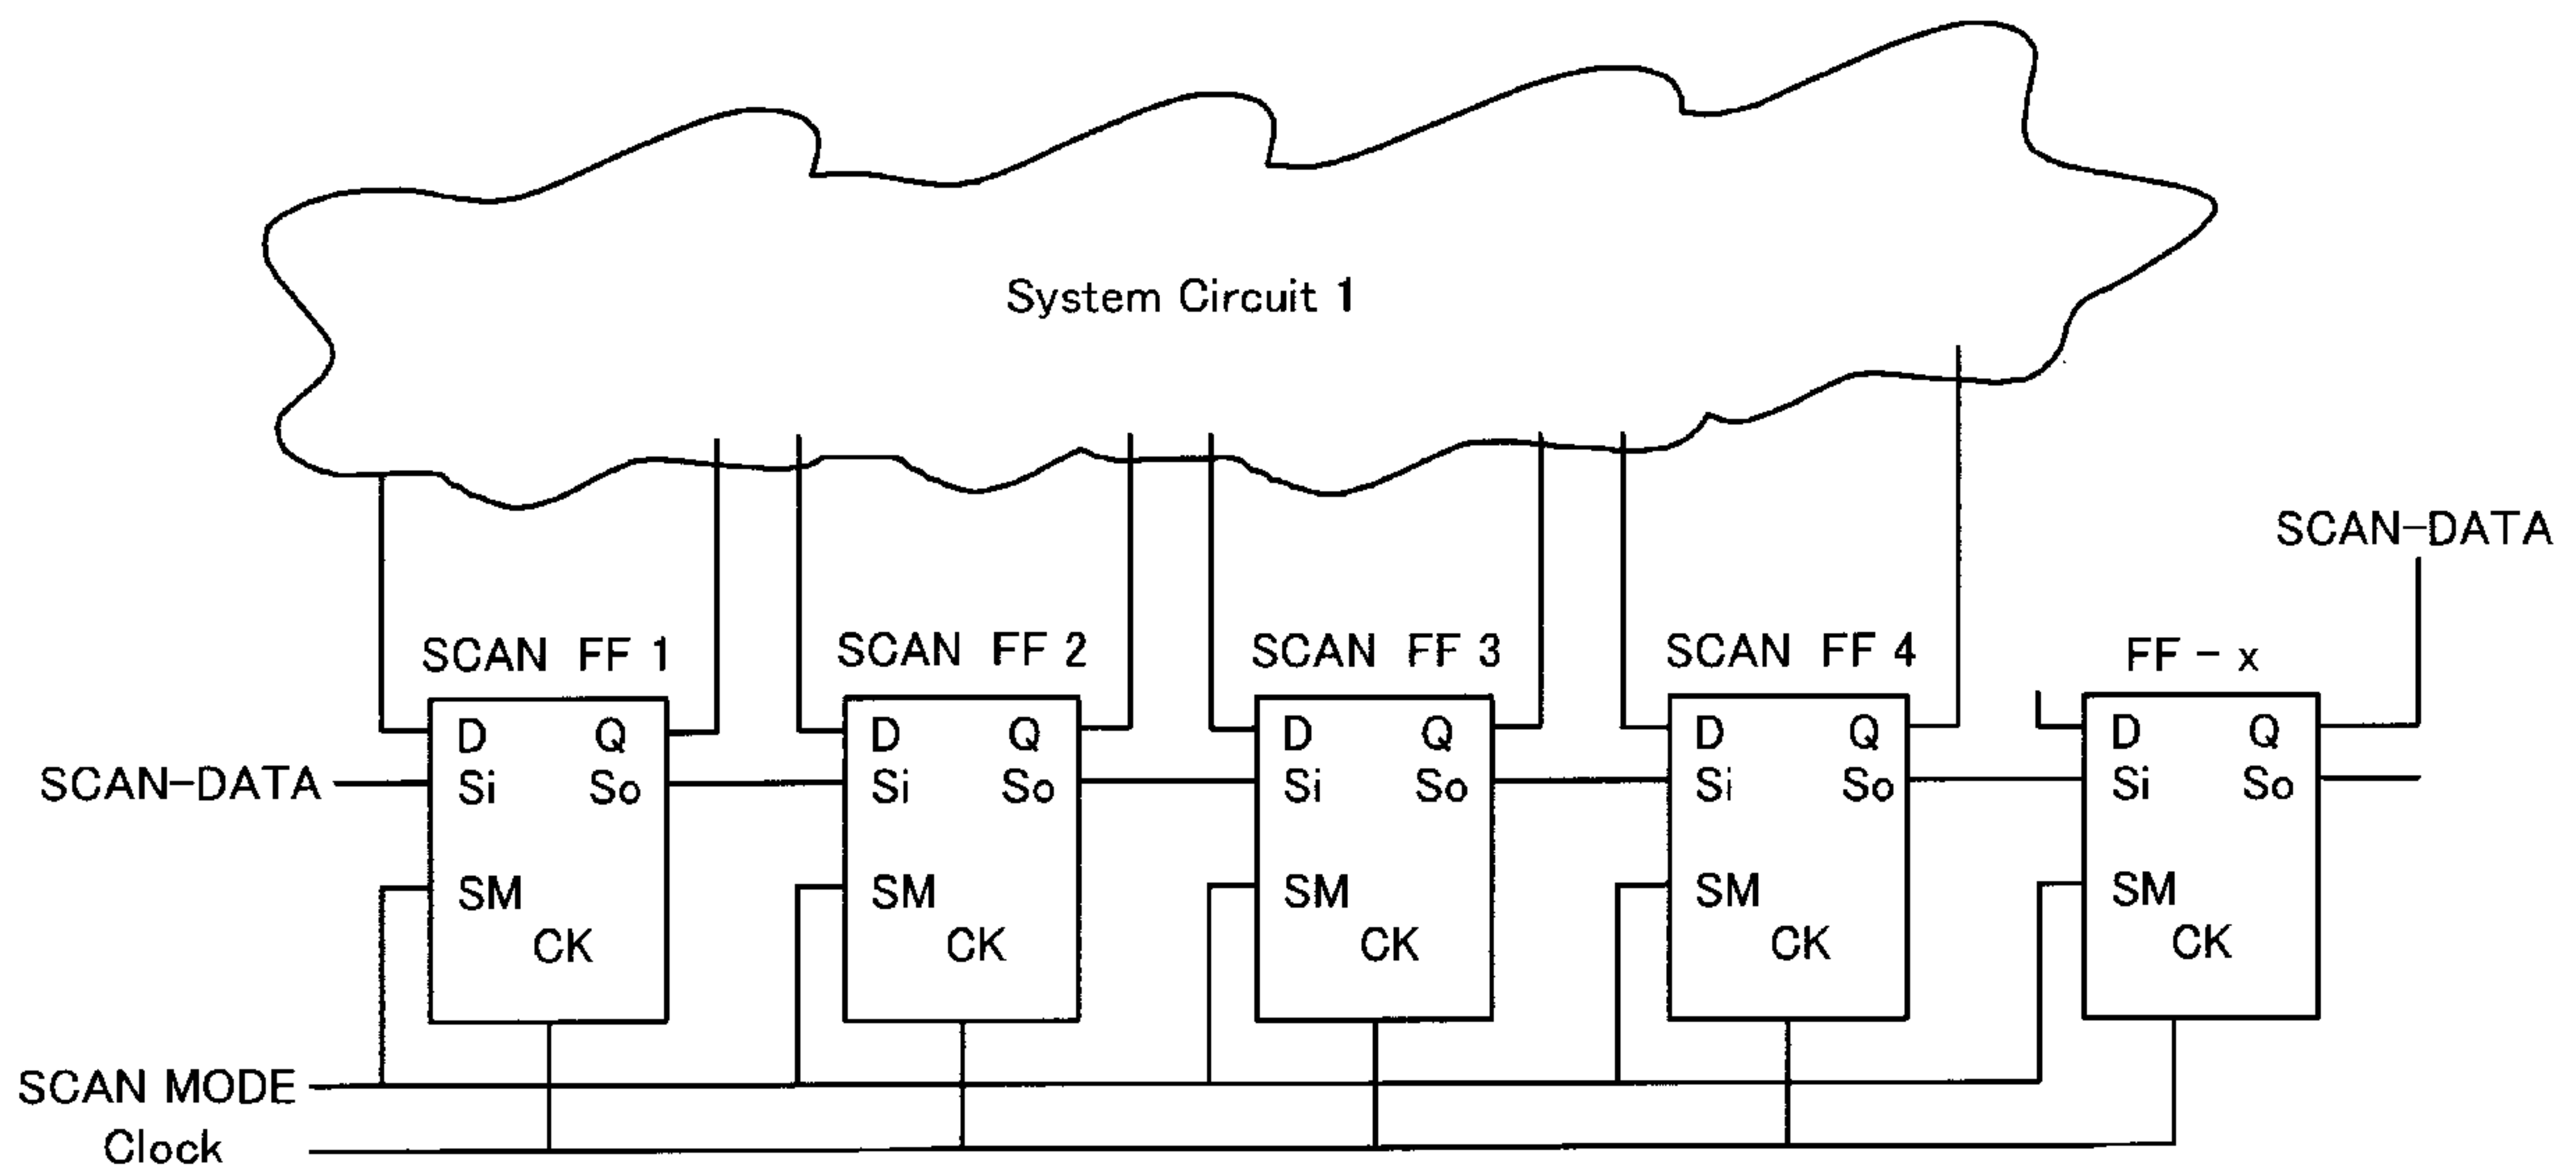 System Circuit 1
SCAN-DATA
SCAN FF 1
SCAN FF 2
SCAN FF 3
SCAN FF 4
FF - x
D Q
D Q
D Q
D Q
D Q
SCAN-DATA
Si So
Si So
Si So
Si So
Si So
SM
SM
SM
SM
SM
CK
CK
CK
CK
CK
SCAN MODE
Clock